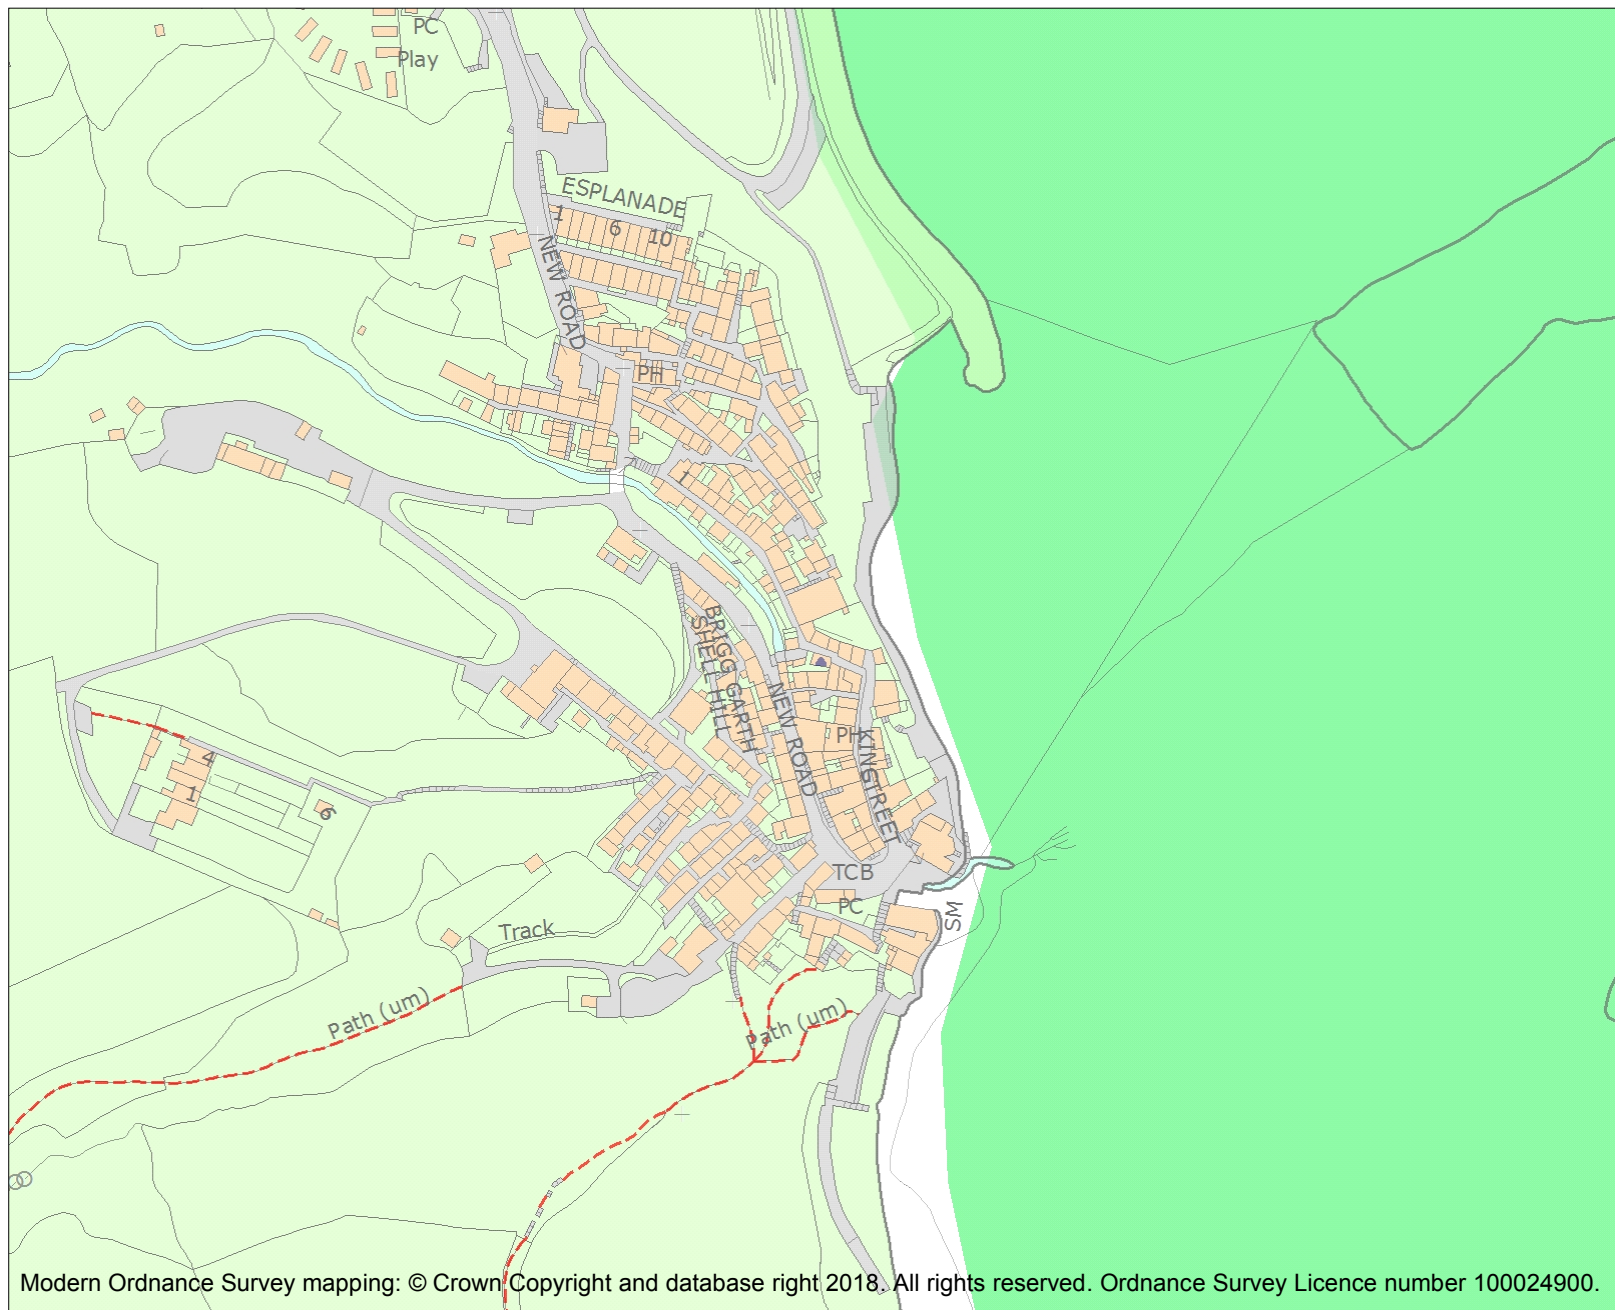 PC
Play
ESPLANADE
1
6
10
NEW ROAD
PH
1
BRIGG GARTH
SHELL HILL
NEW ROAD
PH
KINGSTREET
4
1
6
TCB
PC
SM
Track
Path (um)
Path (um)
Modern Ordnance Survey mapping: © Crown Copyright and database right 2018. All rights reserved. Ordnance Survey Licence number 100024900.